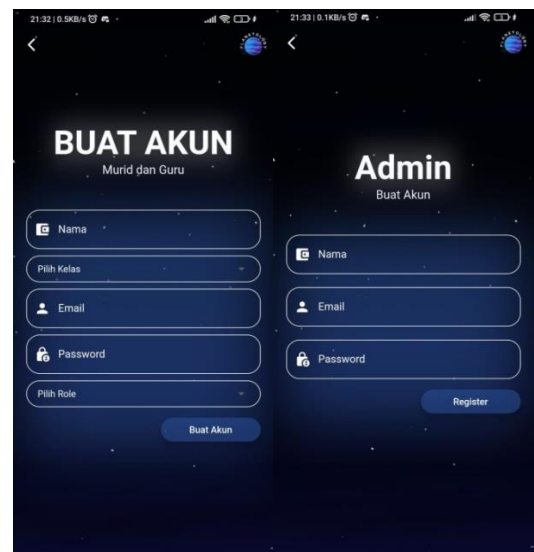 21:32 | 0.5KB/s
BUAT AKUN
Murid dan Guru
Nama
Pilih Kelas
Email
Password
Pilih Role
Buat Akun
21:33 | 0.1KB/s
Admin
Buat Akun
Nama
Email
Password
Register